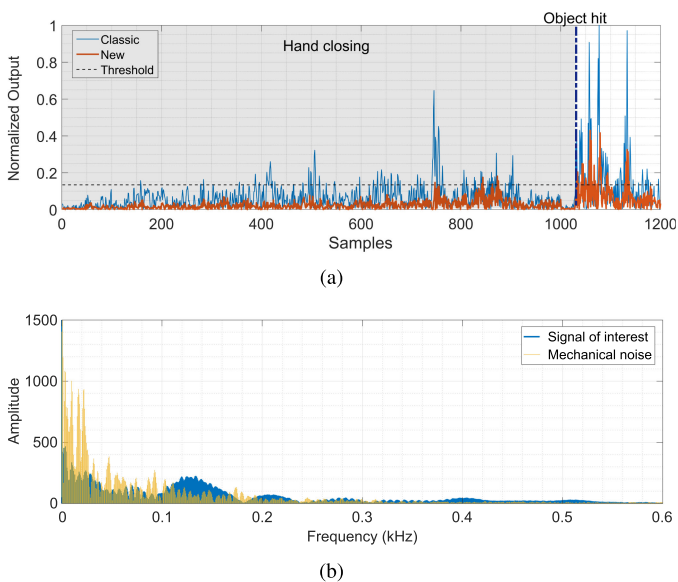 Object hit
Classic
New
Threshold
Hand closing
Normalized Output
1
0.8
0.6
0.4
0.2
0
0 200 400 600 800 1000 1200
Samples
(a)
Signal of interest
Mechanical noise
Amplitude
1500
1000
500
0
0 0.1 0.2 0.3 0.4 0.5 0.6
Frequency (kHz)
(b)